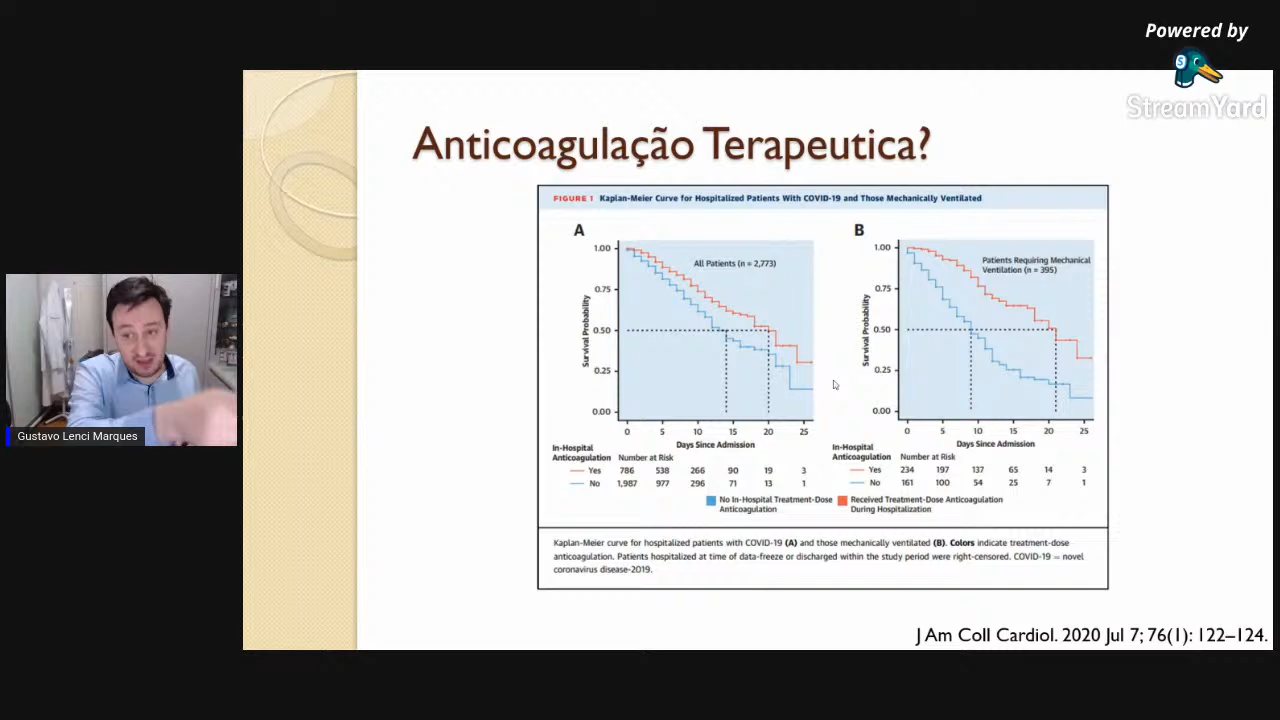 Powered by
StreamYard
Anticoagulação Terapeutica?
FIGURE 1 Kaplan-Meier Curve for Hospitalized Patients With COVID-19 and Those Mechanically Ventilated
A
All Patients (n = 2,773)
Survival Probability
1.00
0.75
0.50
0.25
0.00
0 5 10 15 20 25
Days Since Admission
In-Hospital
Anticoagulation Number at Risk
Yes 786 538 266 90 19 3
No 1,987 977 296 71 13 1
B
Patients Requiring Mechanical
Ventilation (n = 395)
Survival Probability
1.00
0.75
0.50
0.25
0.00
0 5 10 15 20 25
Days Since Admission
In-Hospital
Anticoagulation Number at Risk
Yes 234 197 137 65 14 3
No 161 100 54 25 7 1
No In-Hospital Treatment-Dose
Anticoagulation
Received Treatment-Dose Anticoagulation
During Hospitalization
Kaplan-Meier curve for hospitalized patients with COVID-19 (A) and those mechanically ventilated (B). Colors indicate treatment-dose
anticoagulation. Patients hospitalized at time of data-freeze or discharged within the study period were right-censored. COVID-19 = novel
coronavirus disease-2019.
J Am Coll Cardiol. 2020 Jul 7; 76(1): 122–124.
Gustavo Lenci Marques